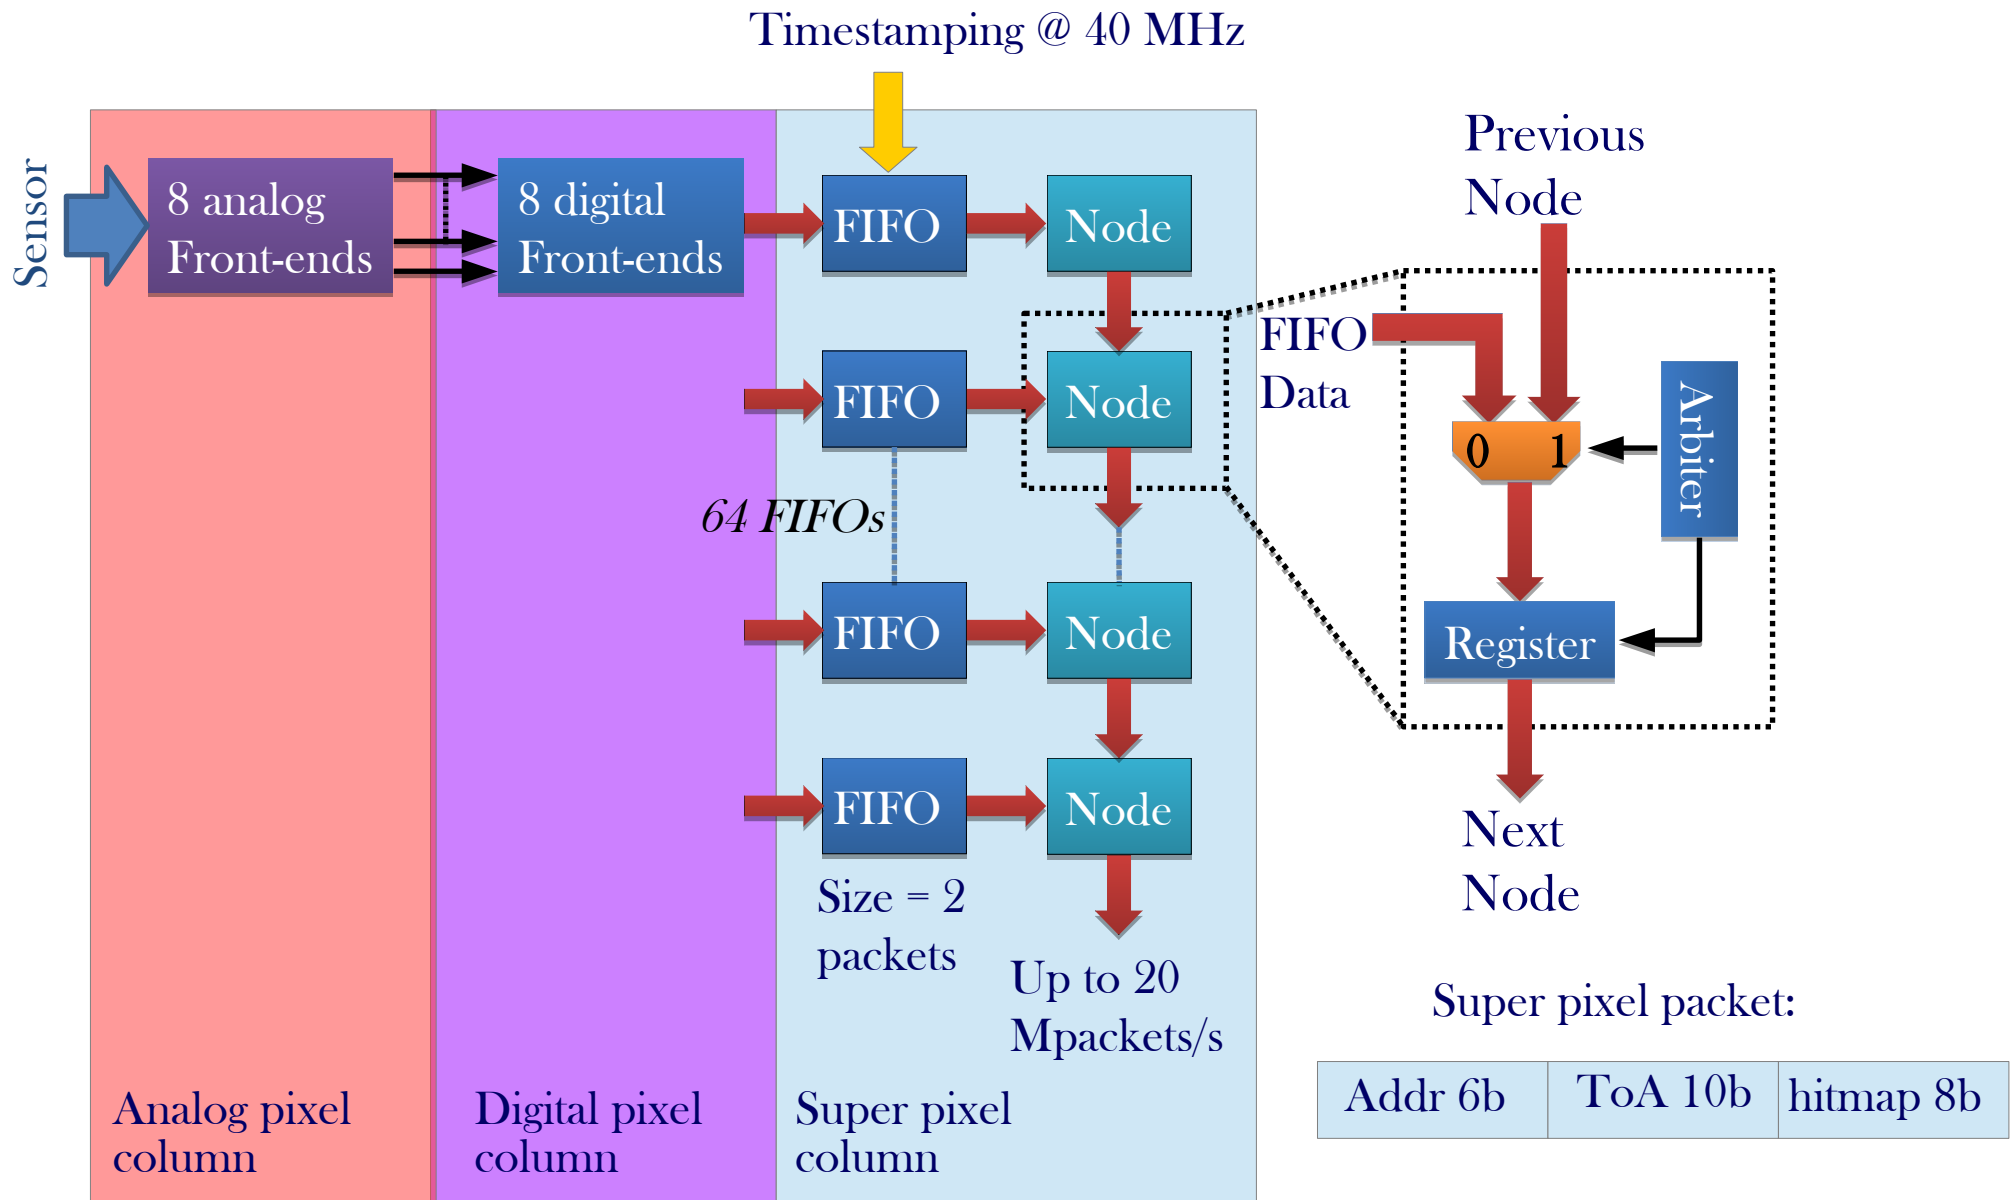 Timestamping @ 40 MHz
Sensor
8 analog
Front-ends
8 digital
Front-ends
FIFO
Node
FIFO
Node
64 FIFOs
FIFO
Node
FIFO
Node
Size = 2
packets
Up to 20
Mpackets/s
Analog pixel
column
Digital pixel
column
Super pixel
column
Previous
Node
FIFO
Data
0 1
Arbiter
Register
Next
Node
Super pixel packet:
Addr 6b ToA 10b hitmap 8b